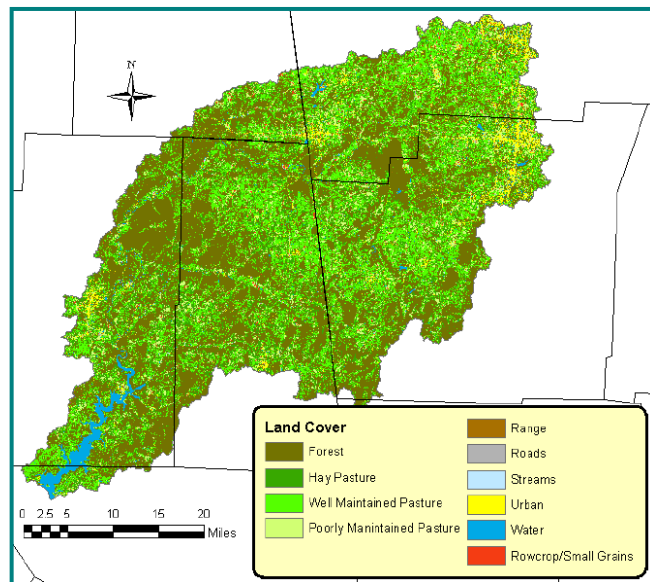 N
Land Cover
Forest
Hay Pasture
Well Maintained Pasture
Poorly Manintained Pasture
Range
Roads
Streams
Urban
Water
Rowcrop/Small Grains
0 2.5 5 10 15 20
Miles